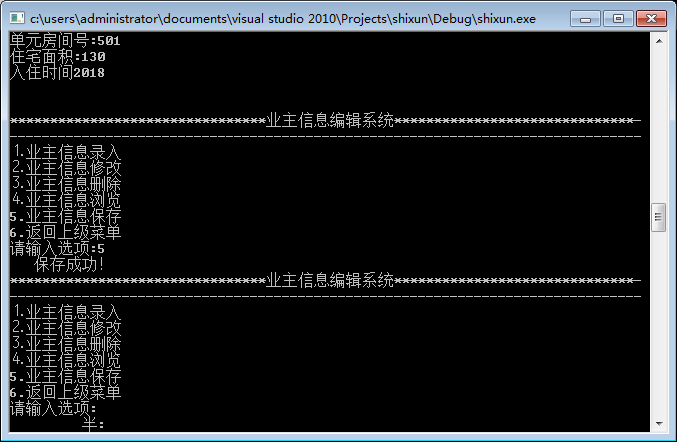 c:\users\administrator\documents\visual studio 2010\Projects\shixun\Debug\shixun.exe
单元房间号:501
住宅面积:130
入住时间2018
******************************业主信息编辑系统******************************-
--------------------------------------------------------------------------------
1.业主信息录入
2.业主信息修改
3.业主信息删除
4.业主信息浏览
5.业主信息保存
6.返回上级菜单
请输入选项:5
保存成功!
******************************业主信息编辑系统******************************-
--------------------------------------------------------------------------------
1.业主信息录入
2.业主信息修改
3.业主信息删除
4.业主信息浏览
5.业主信息保存
6.返回上级菜单
请输入选项:
半: